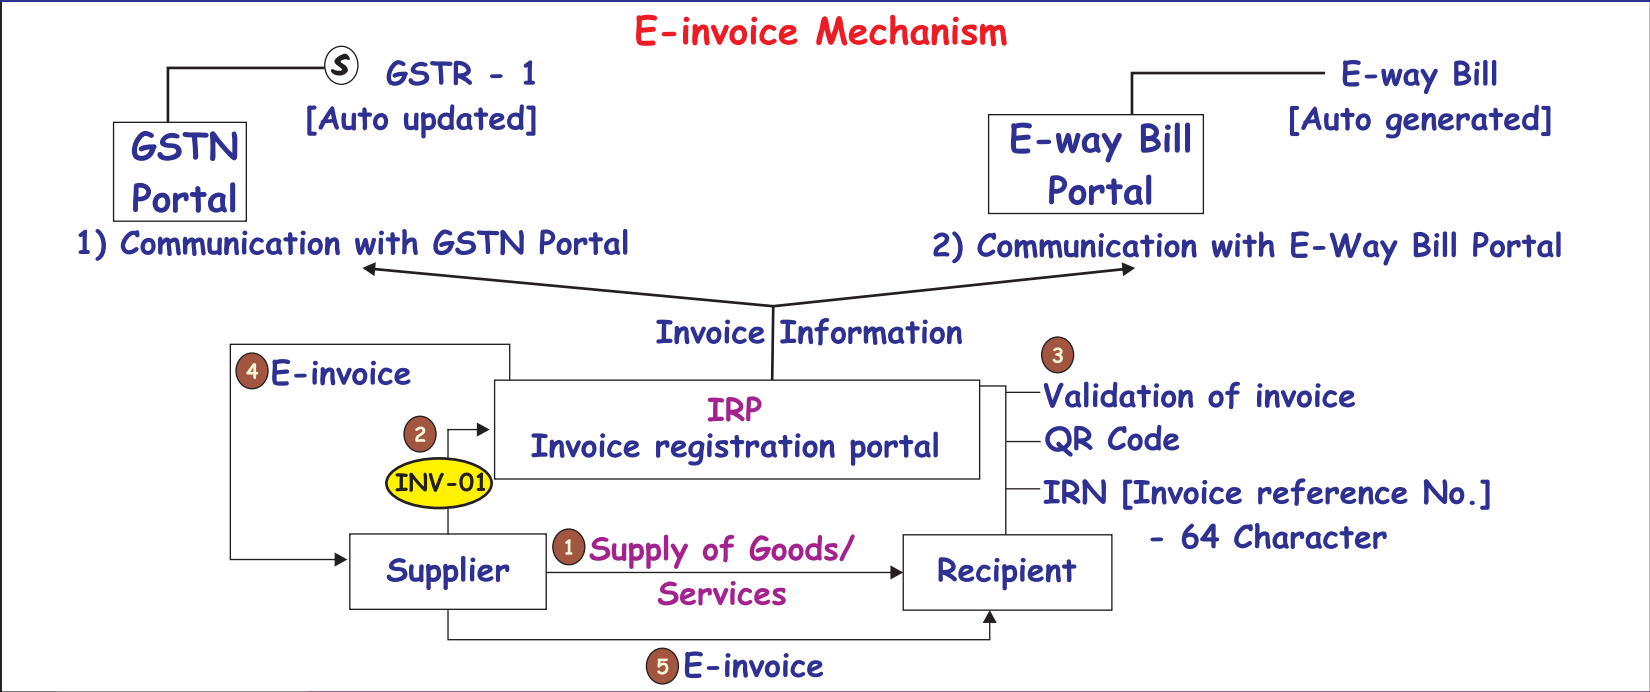 E-invoice Mechanism
S GSTR - 1
[Auto updated]
GSTN
Portal
1) Communication with GSTN Portal
E-way Bill
[Auto generated]
E-way Bill
Portal
2) Communication with E-Way Bill Portal
Invoice Information
4 E-invoice
2
INV-01
IRP
Invoice registration portal
3
Validation of invoice
QR Code
IRN [Invoice reference No.]
- 64 Character
Supplier
1 Supply of Goods/
Services
Recipient
5 E-invoice